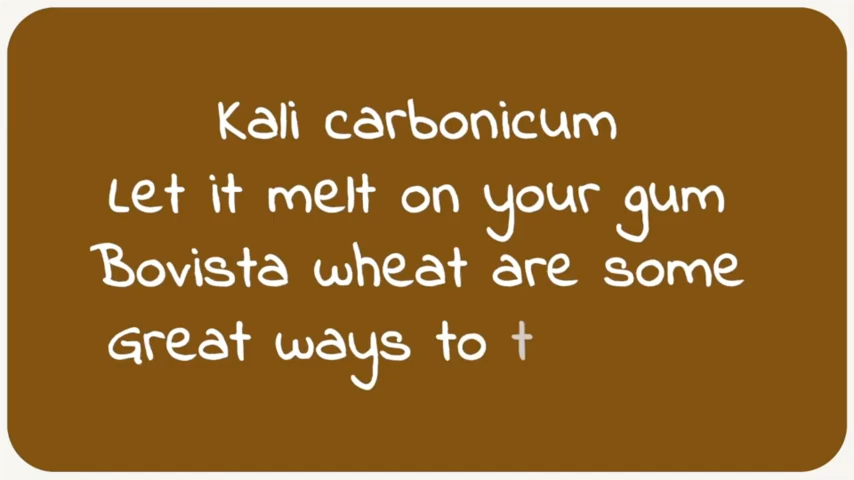 Kali carbonicum
Let it melt on your gum
Bovista wheat are some
Great ways to t